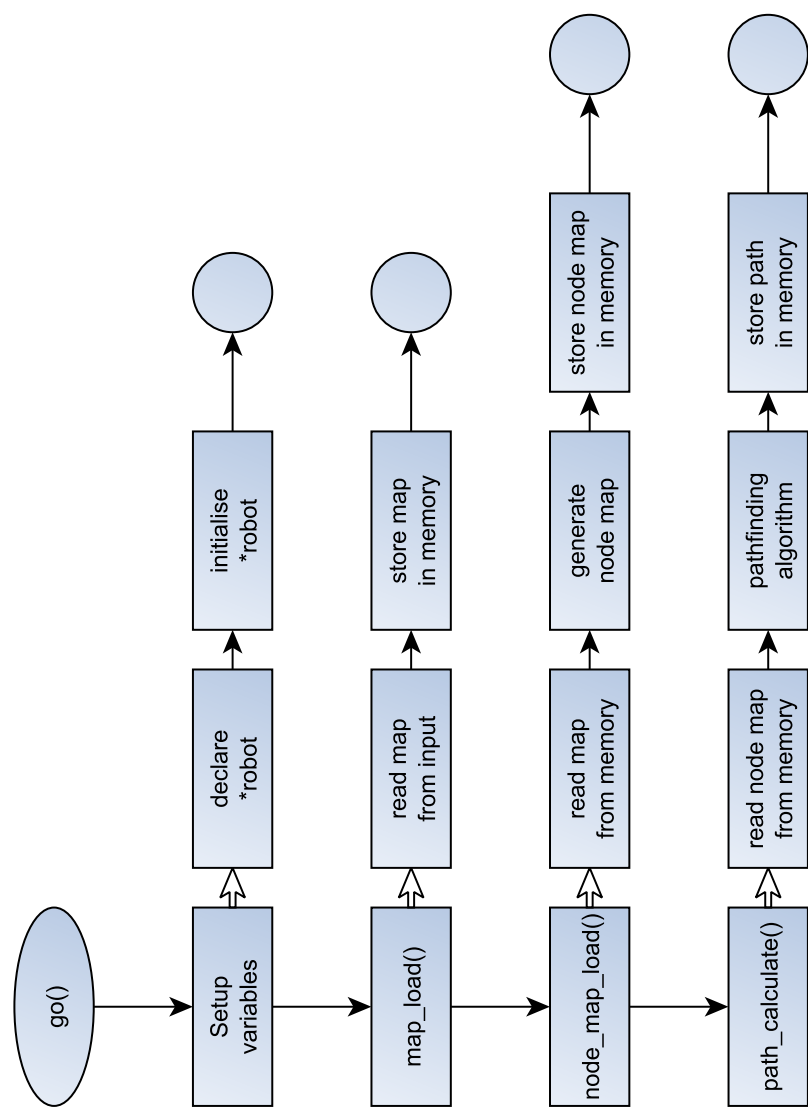 go()
Setup
variables
declare
*robot
initialise
*robot
map_load()
read map
from input
store map
in memory
node_map_load()
read map
from memory
generate
node map
store node map
in memory
path_calculate()
read node map
from memory
pathfinding
algorithm
store path
in memory